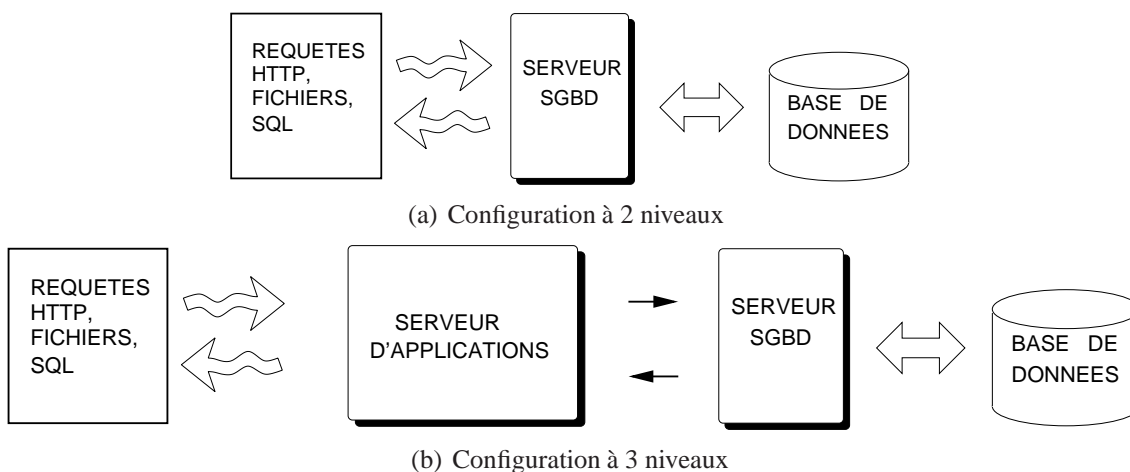 REQUETES
HTTP,
FICHIERS,
SQL
SERVEUR
SGBD
BASE DE
DONNEES
(a) Configuration à 2 niveaux
REQUETES
HTTP,
FICHIERS,
SQL
SERVEUR
D'APPLICATIONS
SERVEUR
SGBD
BASE DE
DONNEES
(b) Configuration à 3 niveaux